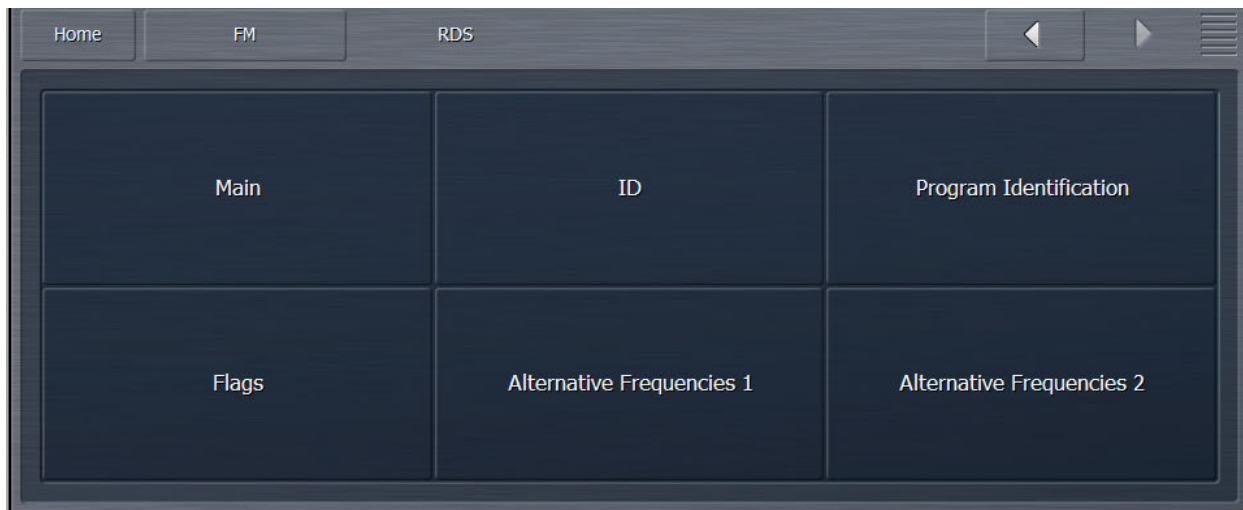 Home FM RDS
Main ID Program Identification
Flags Alternative Frequencies 1 Alternative Frequencies 2